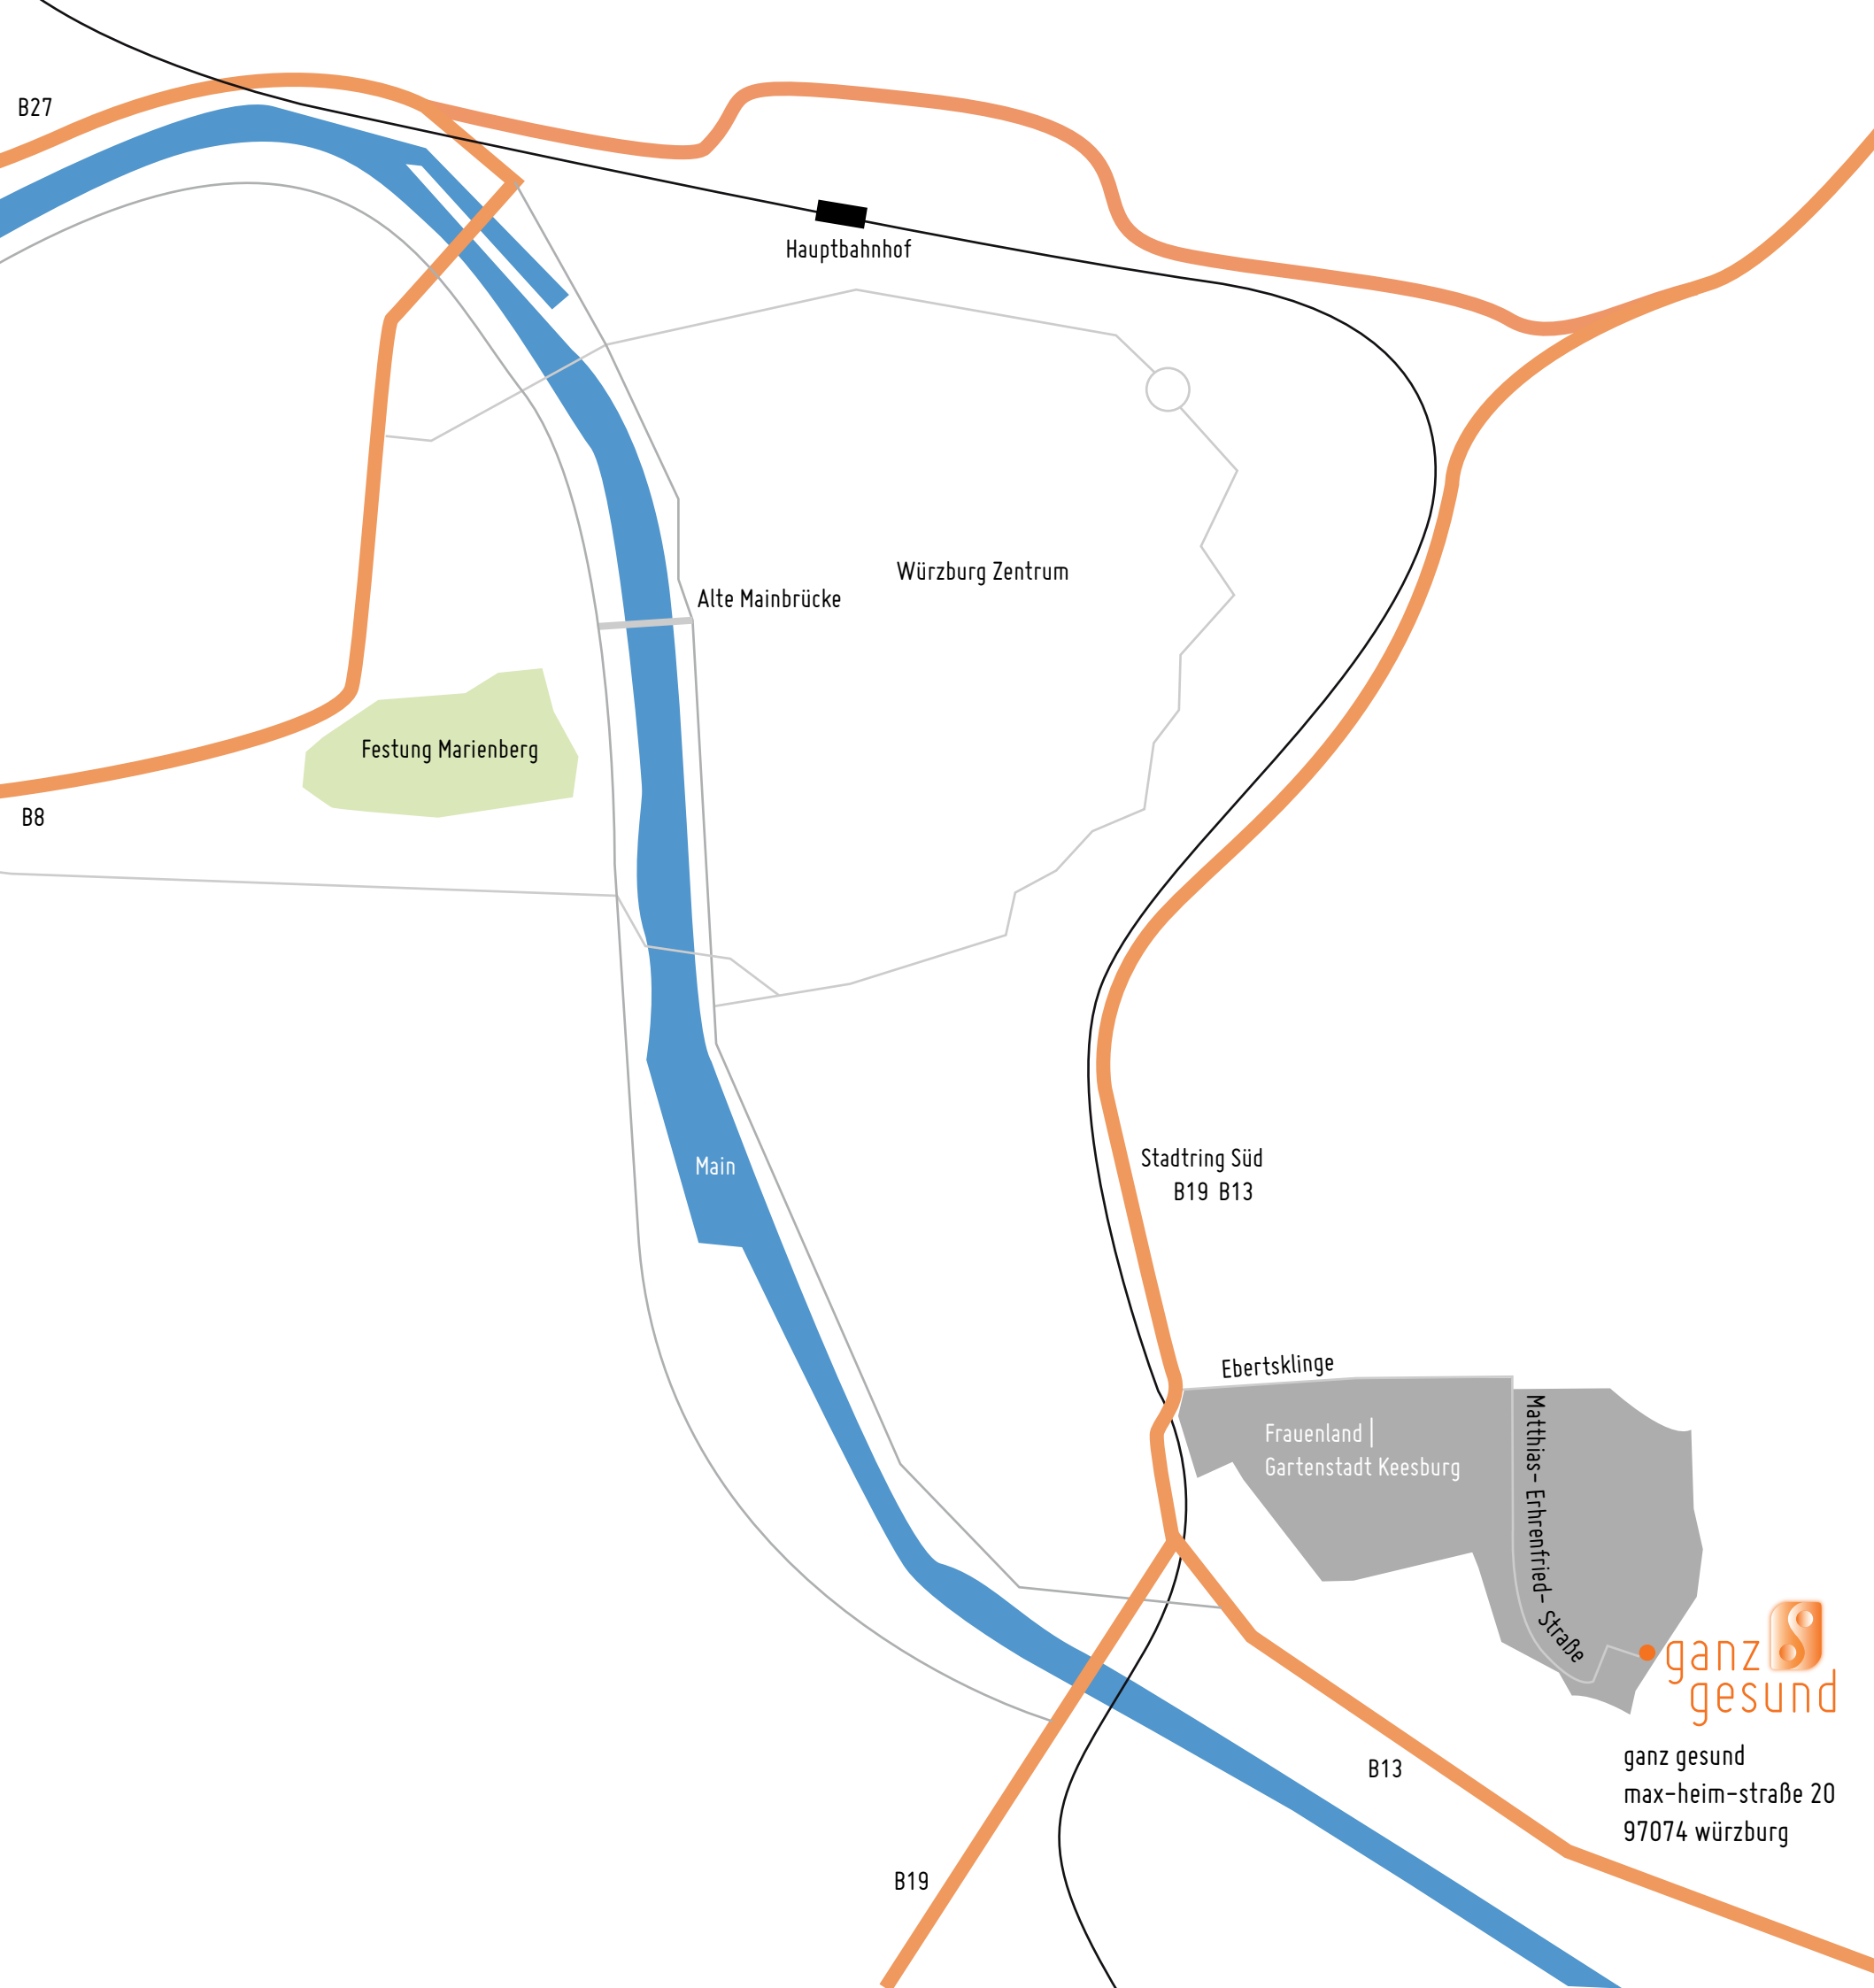 B27
Hauptbahnhof
Würzburg Zentrum
Alte Mainbrücke
Festung Marienberg
B8
Main
Stadtring Süd
B19 B13
Ebertsklinge
Frauenland |
Gartenstadt Keesburg
Matthias- Erhrenfried- Straße
ganz
gesund
ganz gesund
max-heim-straße 20
97074 würzburg
B13
B19